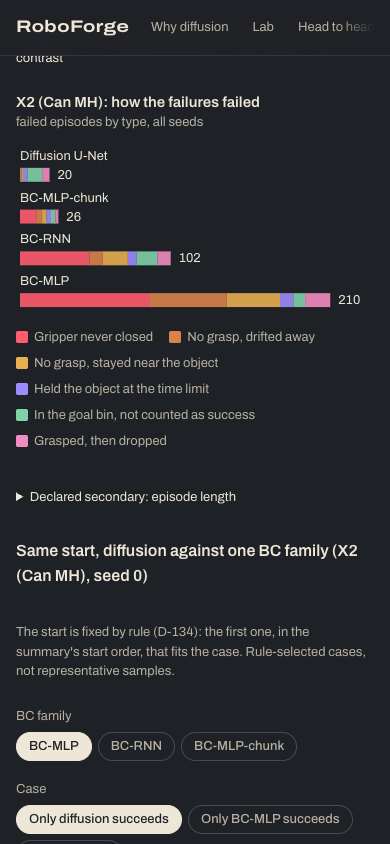 RoboForge Why diffusion Lab Head to head
contrast
X2 (Can MH): how the failures failed
failed episodes by type, all seeds
Diffusion U-Net
20
BC-MLP-chunk
26
BC-RNN
102
BC-MLP
210
Gripper never closed No grasp, drifted away
No grasp, stayed near the object
Held the object at the time limit
In the goal bin, not counted as success
Grasped, then dropped
Declared secondary: episode length
Same start, diffusion against one BC family (X2
(Can MH), seed 0)
The start is fixed by rule (D-134): the first one, in the
summary's start order, that fits the case. Rule-selected cases,
not representative samples.
BC family
BC-MLP BC-RNN BC-MLP-chunk
Case
Only diffusion succeeds Only BC-MLP succeeds